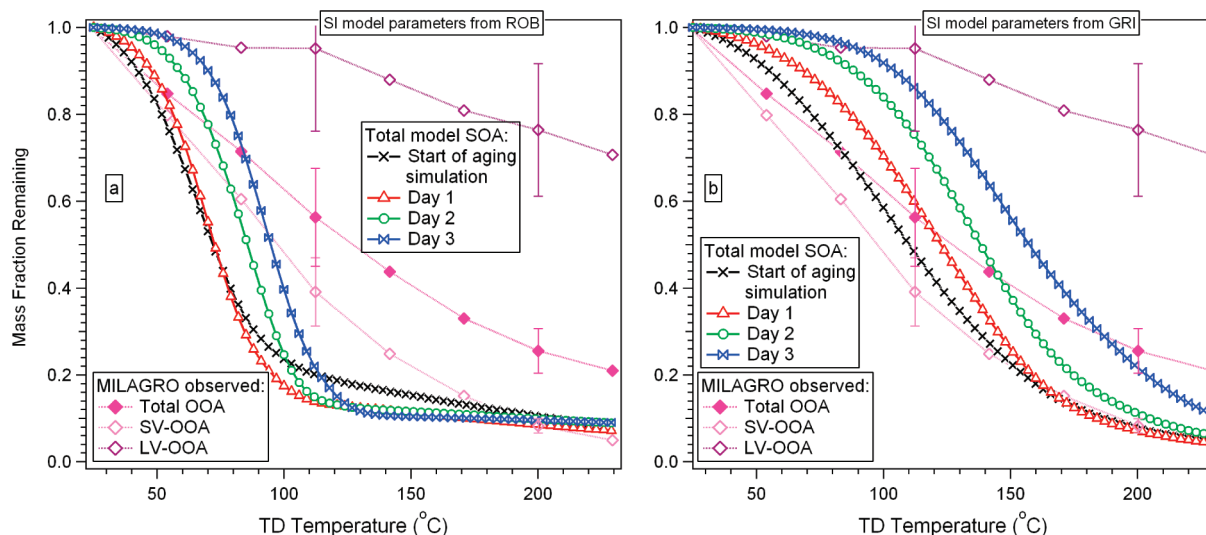 SI model parameters from ROB
1.0
0.8
0.6
0.4
0.2
0.0
Mass Fraction Remaining
a
Total model SOA:
Start of aging
simulation
Day 1
Day 2
Day 3
MILAGRO observed:
Total OOA
SV-OOA
LV-OOA
50
100
150
200
TD Temperature (°C)
SI model parameters from GRI
1.0
0.8
0.6
0.4
0.2
0.0
b
Total model SOA:
Start of aging
simulation
Day 1
Day 2
Day 3
MILAGRO observed:
Total OOA
SV-OOA
LV-OOA
50
100
150
200
TD Temperature (°C)